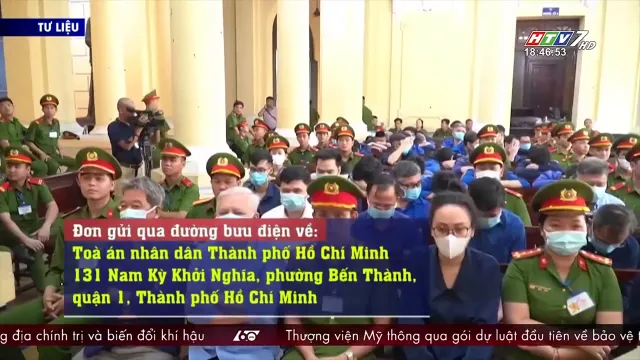 TƯ LIỆU
HTV7 HD
18:46:53
Đơn gửi qua đường bưu điện về:
Toà án nhân dân Thành phố Hồ Chí Minh
131 Nam Kỳ Khởi Nghĩa, phường Bến Thành,
quận 1, Thành phố Hồ Chí Minh
g địa chính trị và biến đổi khí hậu
Thượng viện Mỹ thông qua gói dự luật đầu tiên về bảo vệ t